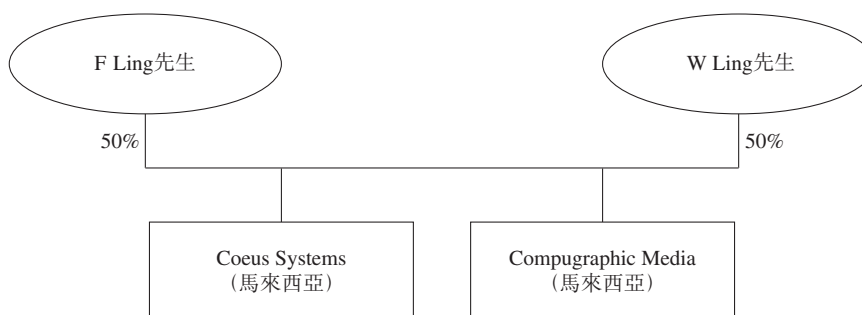 F Ling先生
W Ling先生
50%
50%
Coeus Systems
（馬來西亞）
Compugraphic Media
（馬來西亞）